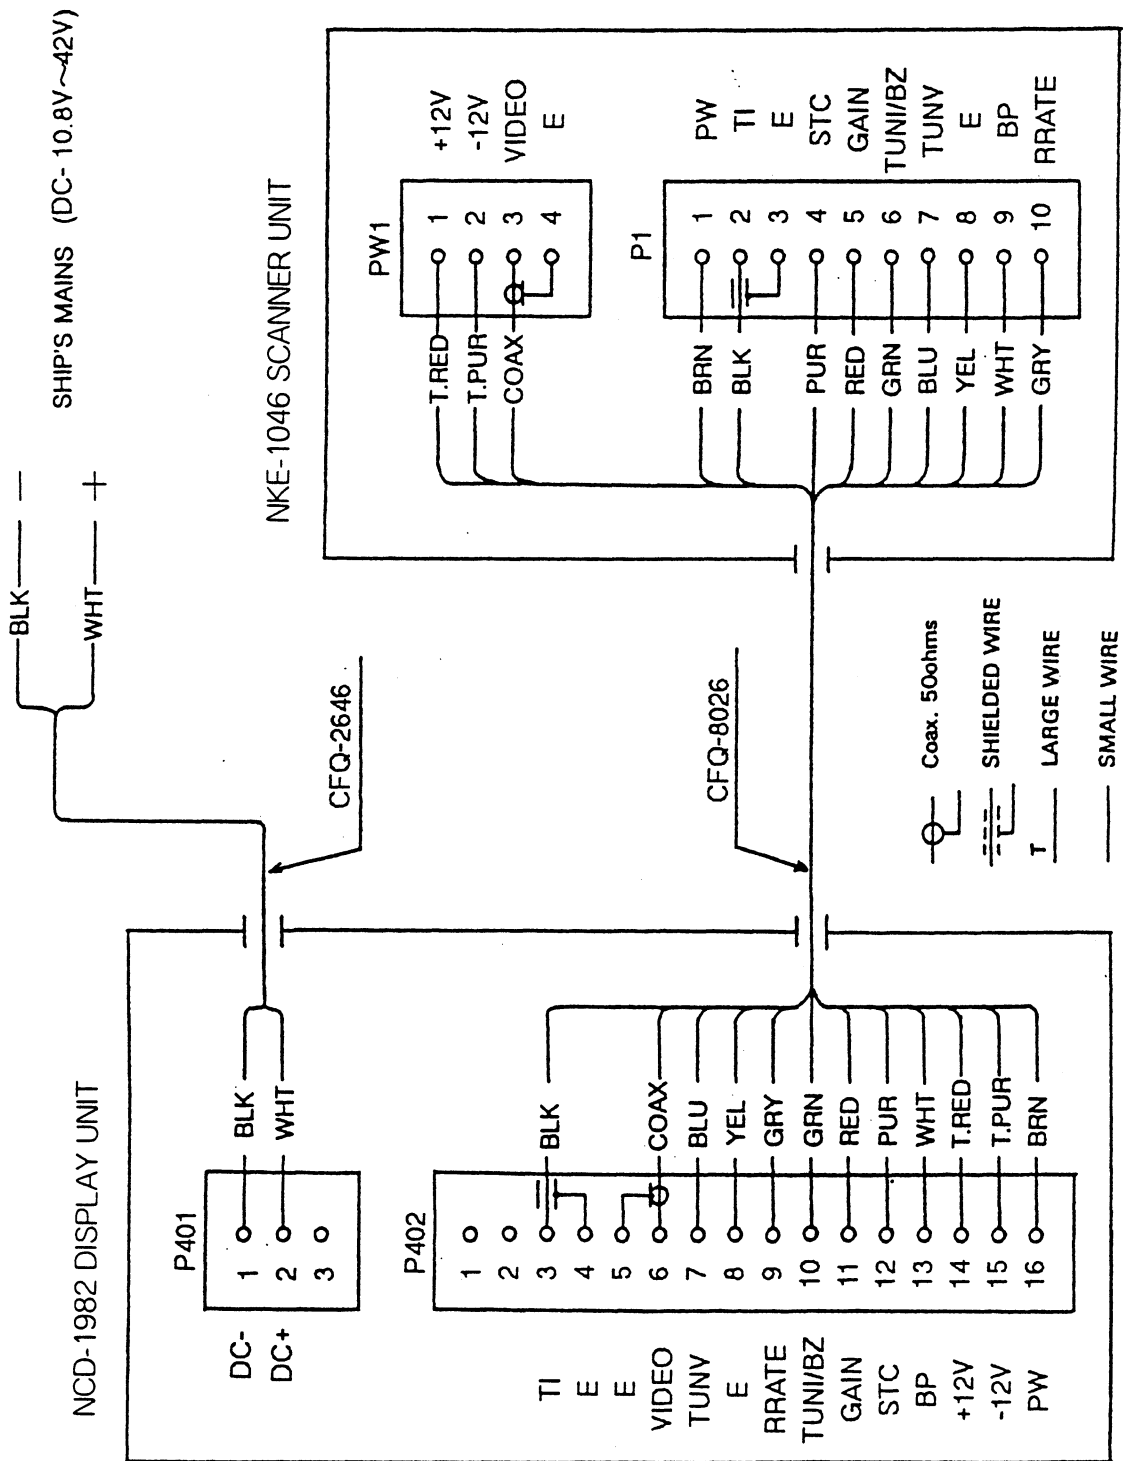 NCD-1982 DISPLAY UNIT
P401
DC- 1 BLK
DC+ 2 WHT
3
P402
1
2
TI 3 BLK
E 4
E 5
VIDEO 6 COAX
TUNV 7 BLU
E 8 YEL
RRATE 9 GRY
TUNI/BZ 10 GRN
GAIN 11 RED
STC 12 PUR
BP 13 WHT
+12V 14 T.RED
-12V 15 T.PUR
PW 16 BRN
CFQ-2646
CFQ-8026
BLK —
WHT +
SHIP'S MAINS (DC- 10.8V~42V)
NKE-1046 SCANNER UNIT
PW1
T.RED 1 +12V
T.PUR 2 -12V
COAX 3 VIDEO
4 E
P1
BRN 1 PW
BLK 2 TI
3 E
PUR 4 STC
RED 5 GAIN
GRN 6 TUNI/BZ
BLU 7 TUNV
YEL 8 E
WHT 9 BP
GRY 10 RRATE
Coax. 50ohms
SHIELDED WIRE
T LARGE WIRE
SMALL WIRE